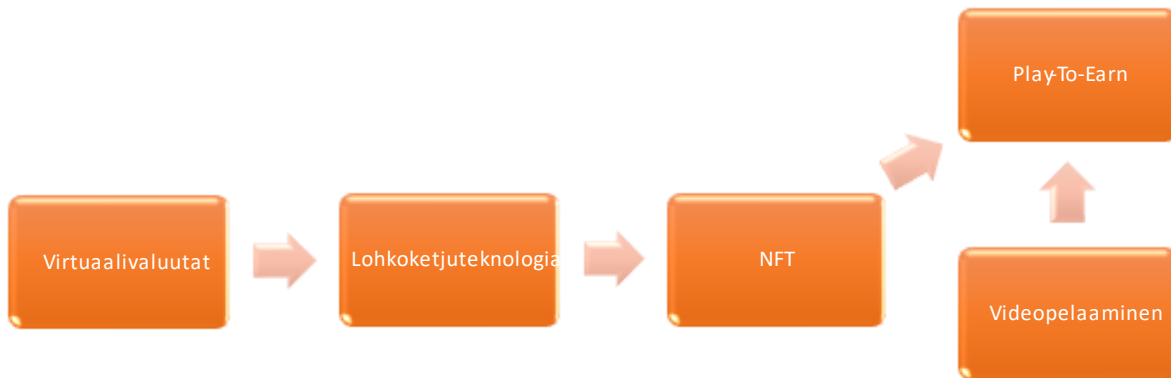 Play-To-Earn
Virtuaalivaluutat
Lohkoketjuteknologia
NFT
Videopelaaminen